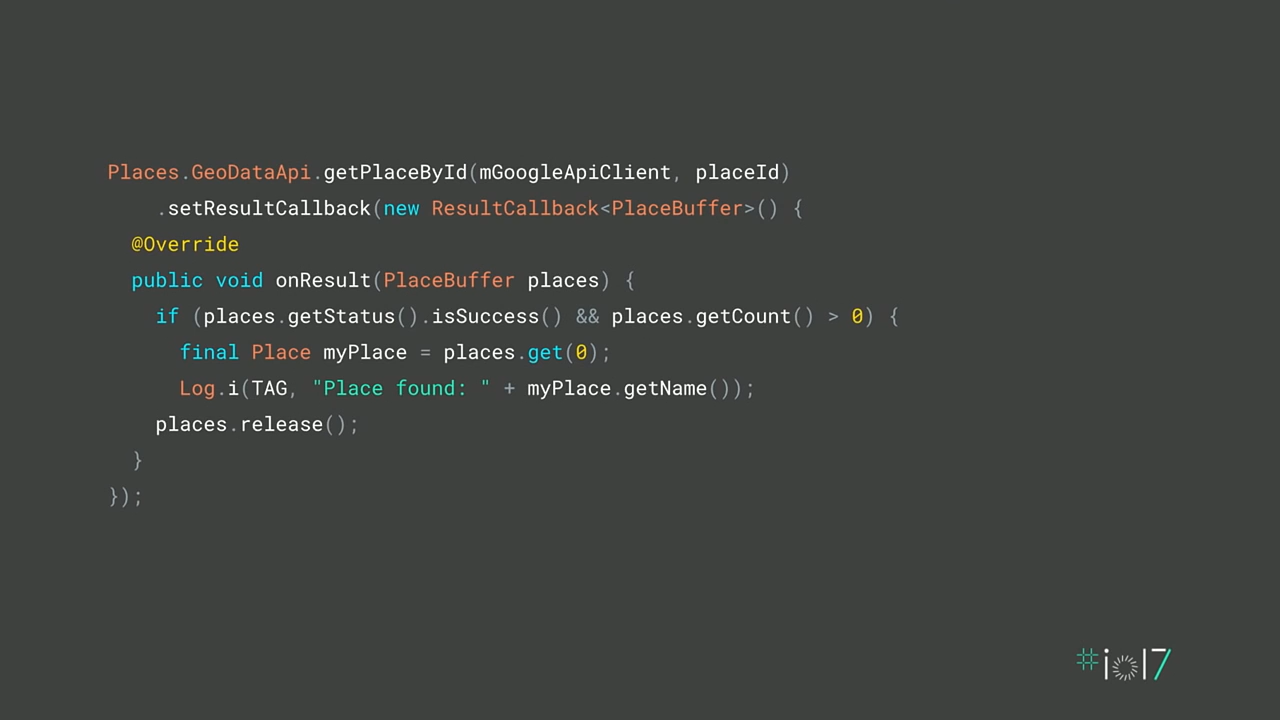 Places.GeoDataApi.getPlaceById(mGoogleApiClient, placeId)
.setResultCallback(new ResultCallback<PlaceBuffer>() {
@Override
public void onResult(PlaceBuffer places) {
if (places.getStatus().isSuccess() && places.getCount() > 0) {
final Place myPlace = places.get(0);
Log.i(TAG, "Place found: " + myPlace.getName());
places.release();
}
});
#io17